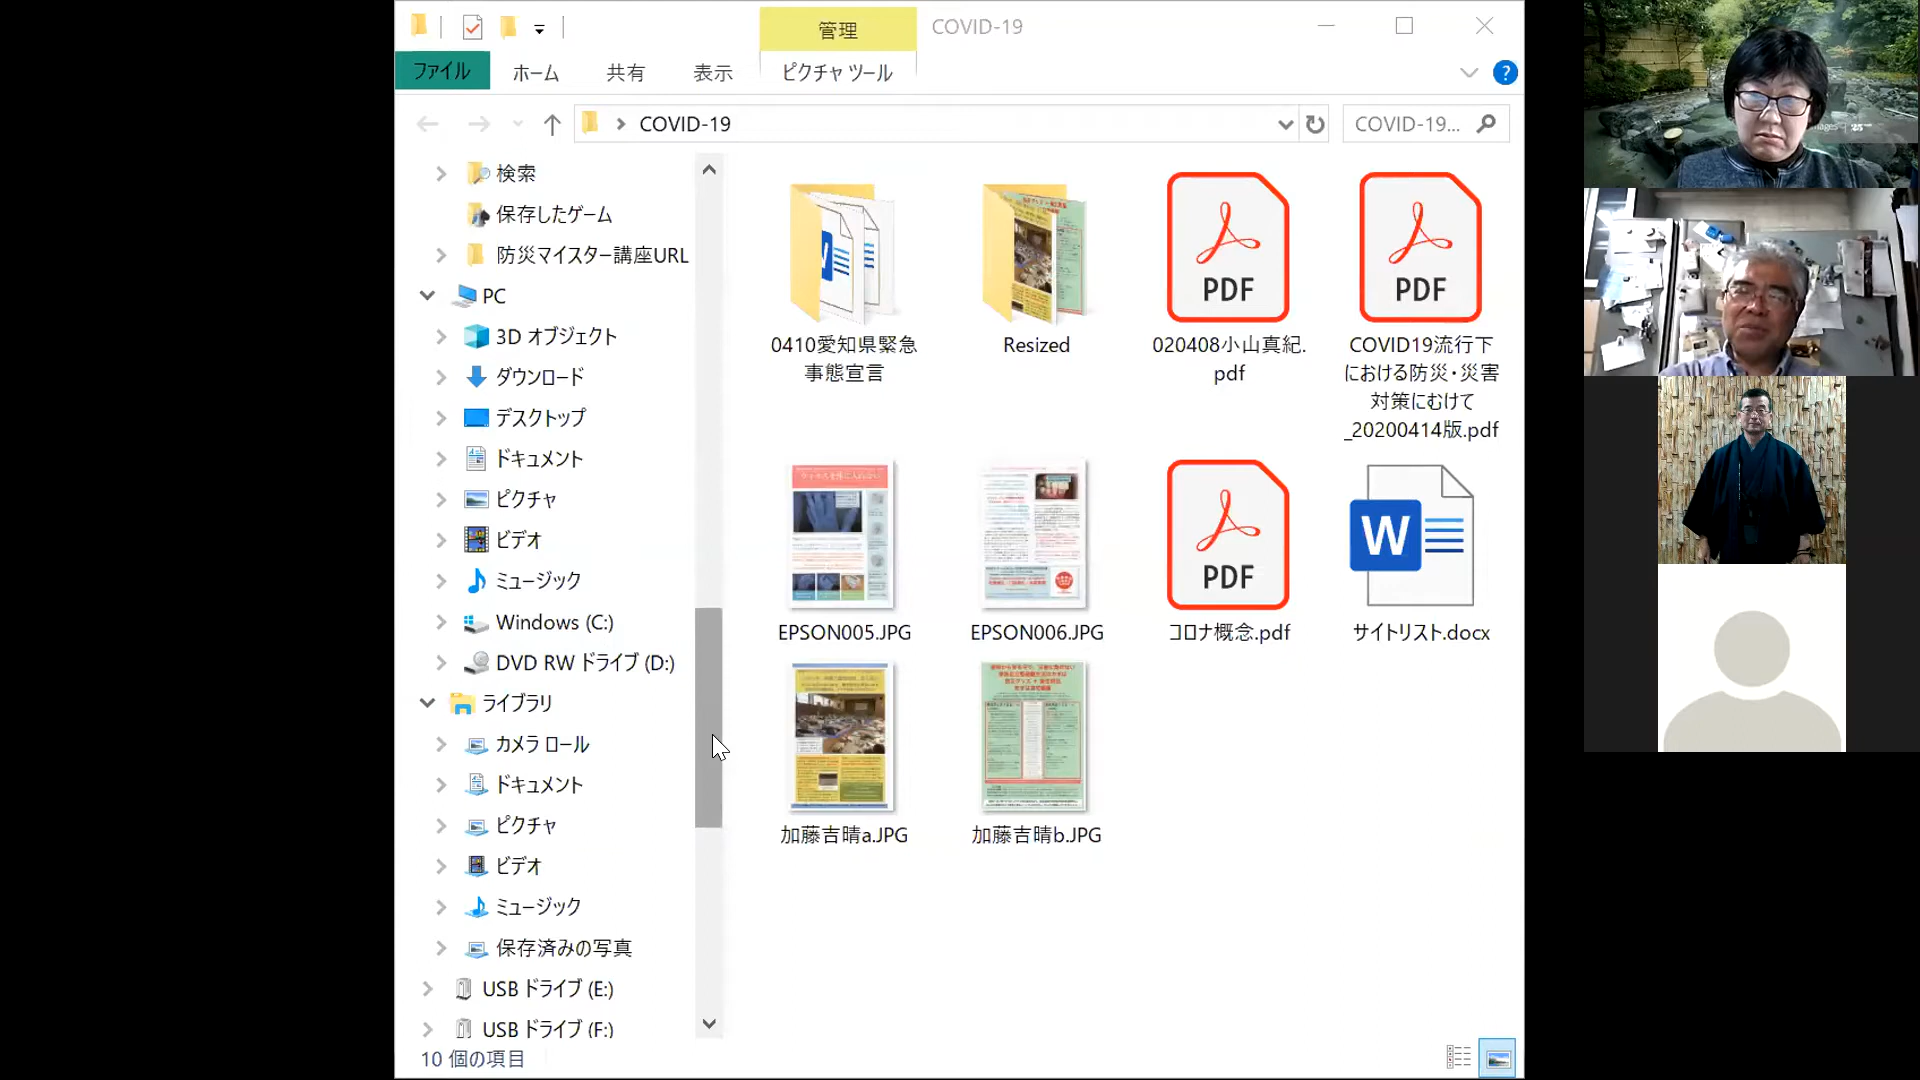 管理
COVID-19
ファイル
ホーム
共有
表示
ピクチャ ツール
?
COVID-19
COVID-19...
検索
保存したゲーム
防災マイスター講座URL
PC
3D オブジェクト
ダウンロード
デスクトップ
ドキュメント
ピクチャ
ビデオ
ミュージック
Windows (C:)
DVD RW ドライブ (D:)
ライブラリ
カメラ ロール
ドキュメント
ピクチャ
ビデオ
ミュージック
保存済みの写真
USB ドライブ (E:)
USB ドライブ (F:)
10 個の項目
W
0410愛知県緊急
事態宣言
Resized
PDF
020408小山真紀.
pdf
PDF
COVID19流行下
における防災・災害
対策にむけて
_20200414版.pdf
EPSON005.JPG
EPSON006.JPG
PDF
コロナ概念.pdf
W
サイトリスト.docx
加藤吉晴a.JPG
加藤吉晴b.JPG